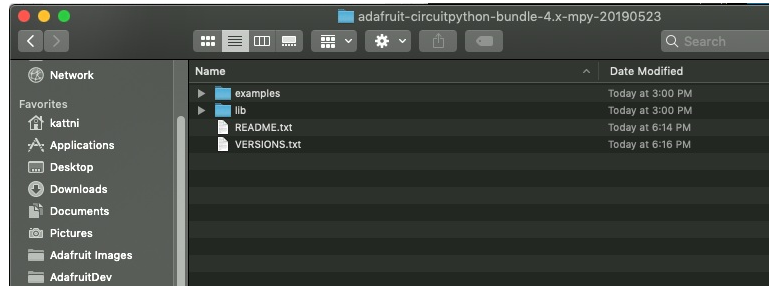 adafruit-circuitpython-bundle-4.x-mpy-20190523
Search
Network
Favorites
kattni
Applications
Desktop
Downloads
Documents
Pictures
Adafruit Images
AdafruitDev
Name Date Modified
examples Today at 3:00 PM
lib Today at 3:00 PM
README.txt Today at 6:14 PM
VERSIONS.txt Today at 6:16 PM